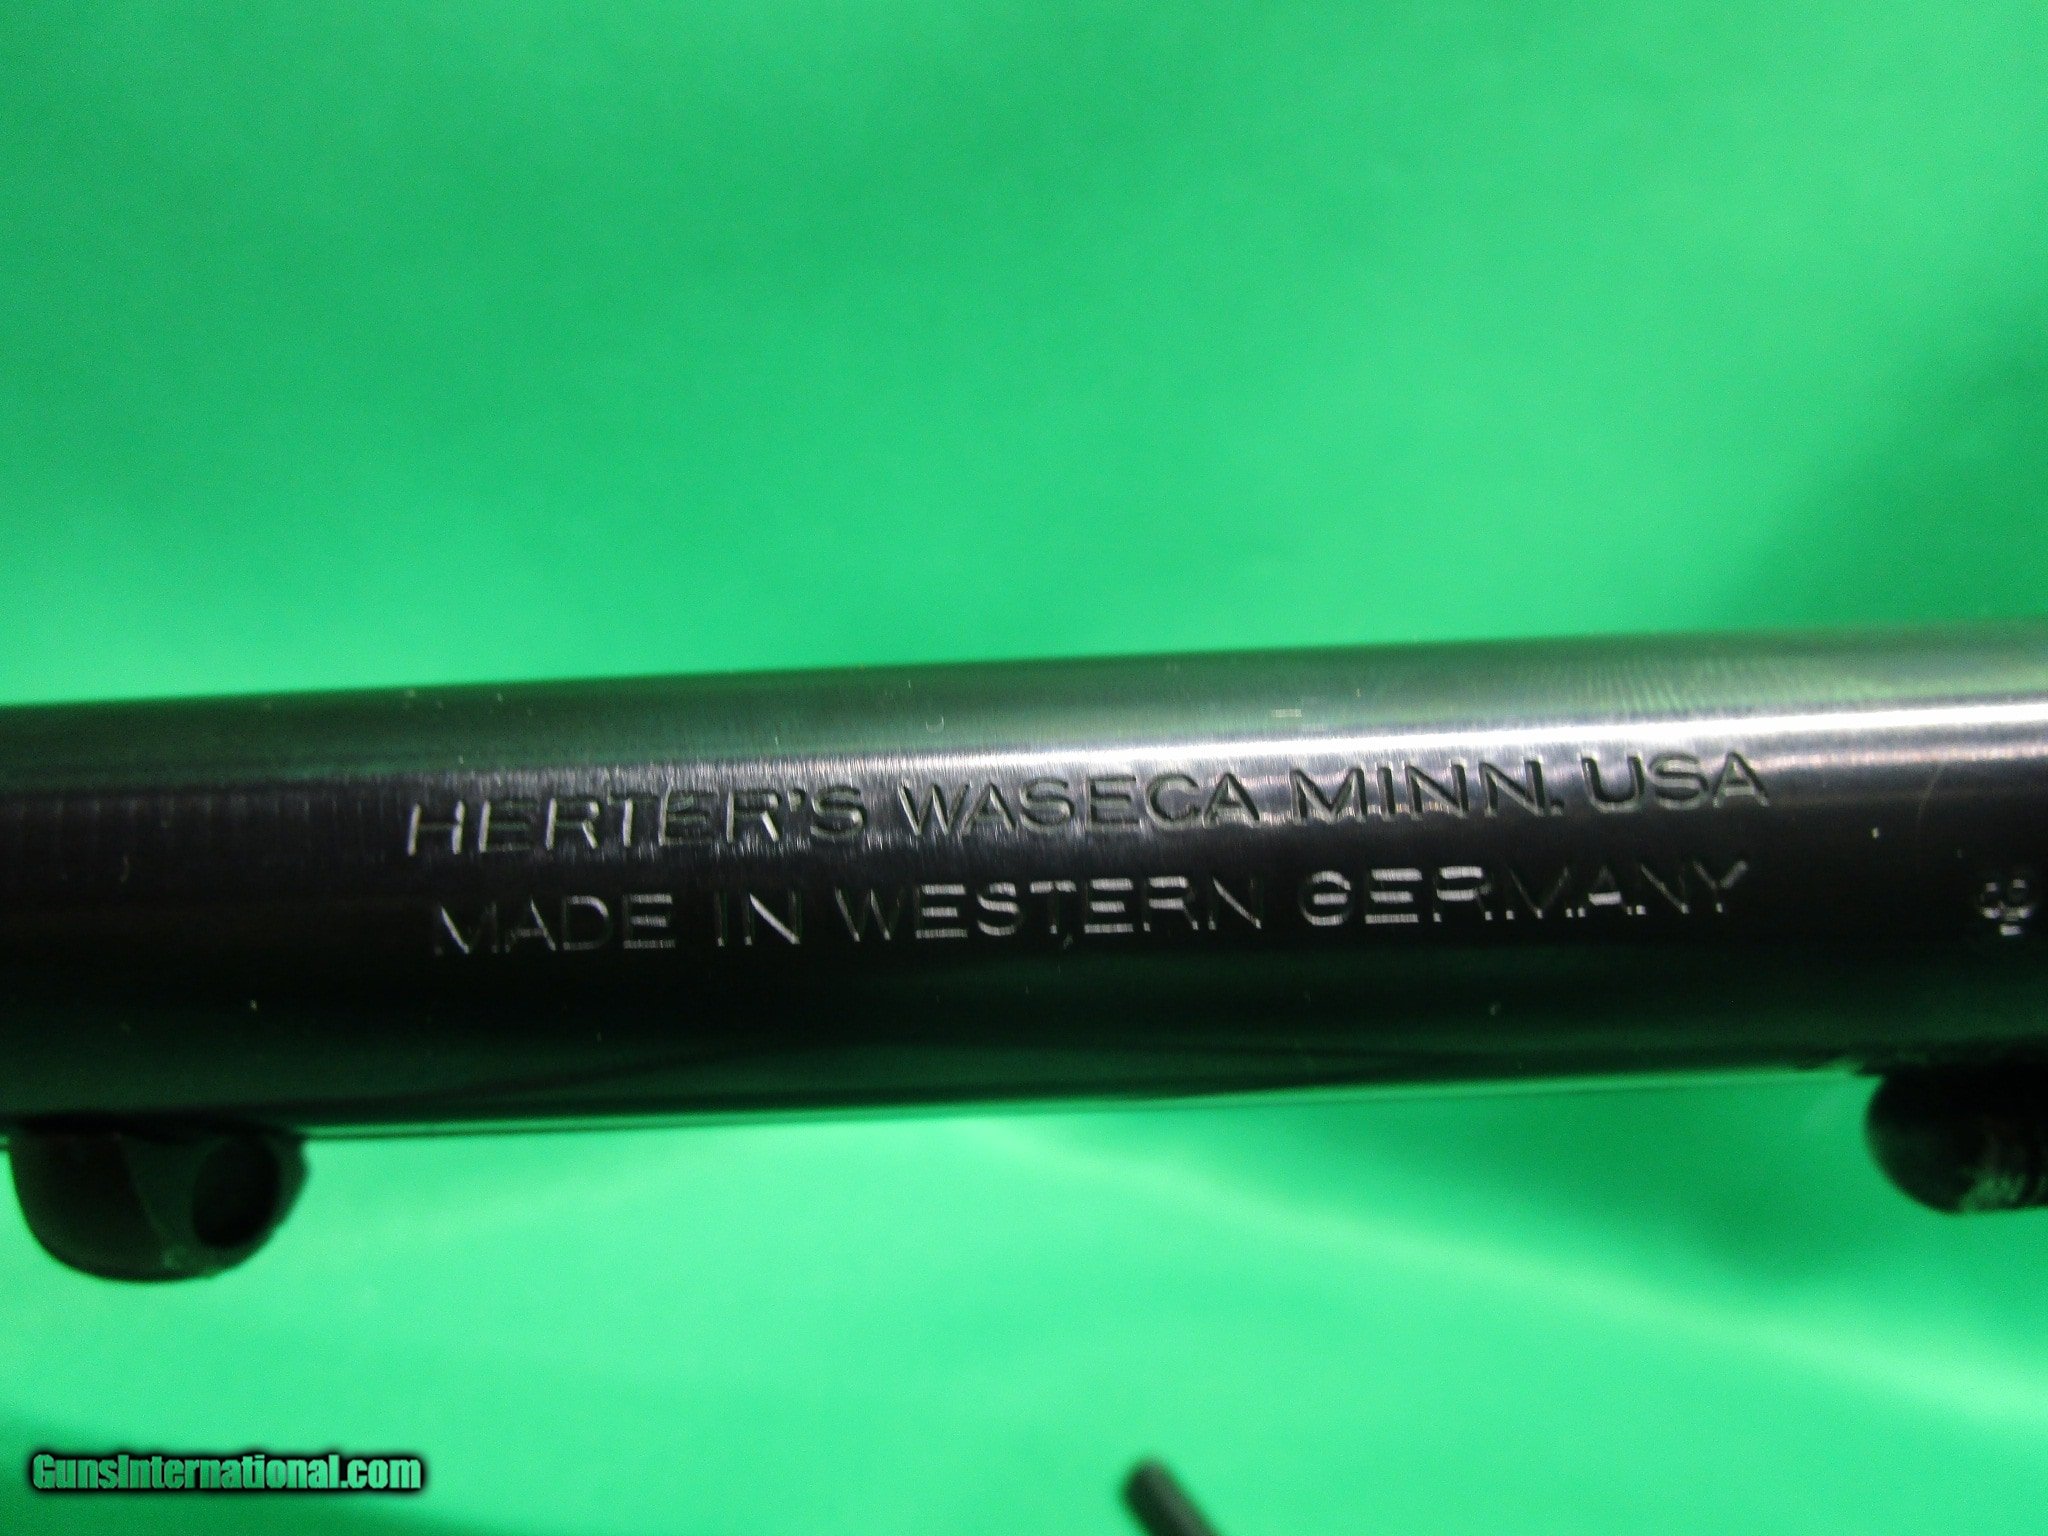 HERTER'S WASECA MINN. USA
MADE IN WESTERN GERMANY
GunsInternational.com